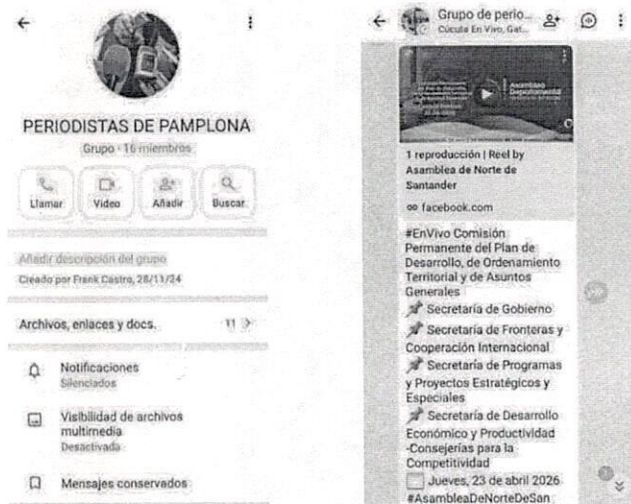 PERIODISTAS DE PAMPLONA
Grupo · 16 miembros
Llamar
Video
Añadir
Buscar
Añadir descripción del grupo
Creado por Frank Castro, 28/11/24
Archivos, enlaces y docs.
11
Notificaciones
Silenciados
Visibilidad de archivos
multimedia
Desactivada
Mensajes conservados
Grupo de perio...
Cúcuta En Vivo, Gat...
Asamblea
Departamental
1 reproducción | Reel by
Asamblea de Norte de
Santander
facebook.com
#EnVivo Comisión
Permanente del Plan de
Desarrollo, de Ordenamiento
Territorial y de Asuntos
Generales
Secretaría de Gobierno
Secretaría de Fronteras y
Cooperación Internacional
Secretaría de Programas
y Proyectos Estratégicos y
Especiales
Secretaría de Desarrollo
Económico y Productividad
-Consejerías para la
Competitividad
Jueves, 23 de abril 2026
#AsambleaDeNorteDeSan